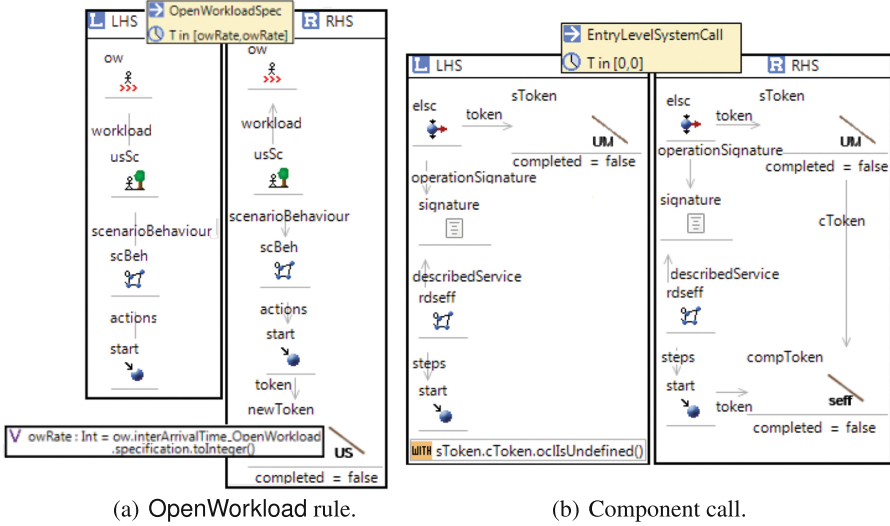 OpenWorkloadSpec
T in [owRate,owRate]
L LHS
R RHS
ow
workload
usSc
scenarioBehaviour
scBeh
actions
start
ow
workload
usSc
scenarioBehaviour
scBeh
actions
start
token
newToken
US
completed = false
V owRate : Int = ow.interArrivalTime_OpenWorkload
.specification.toInteger()
(a) OpenWorkload rule.
EntryLevelSystemCall
T in [0,0]
L LHS
R RHS
elsc
token
sToken
UM
completed = false
operationSignature
signature
describedService
rdseff
steps
start
WITH sToken.cToken.oclIsUndefined()
elsc
token
sToken
UM
completed = false
operationSignature
signature
cToken
describedService
rdseff
steps
start
token
compToken
seff
completed = false
(b) Component call.